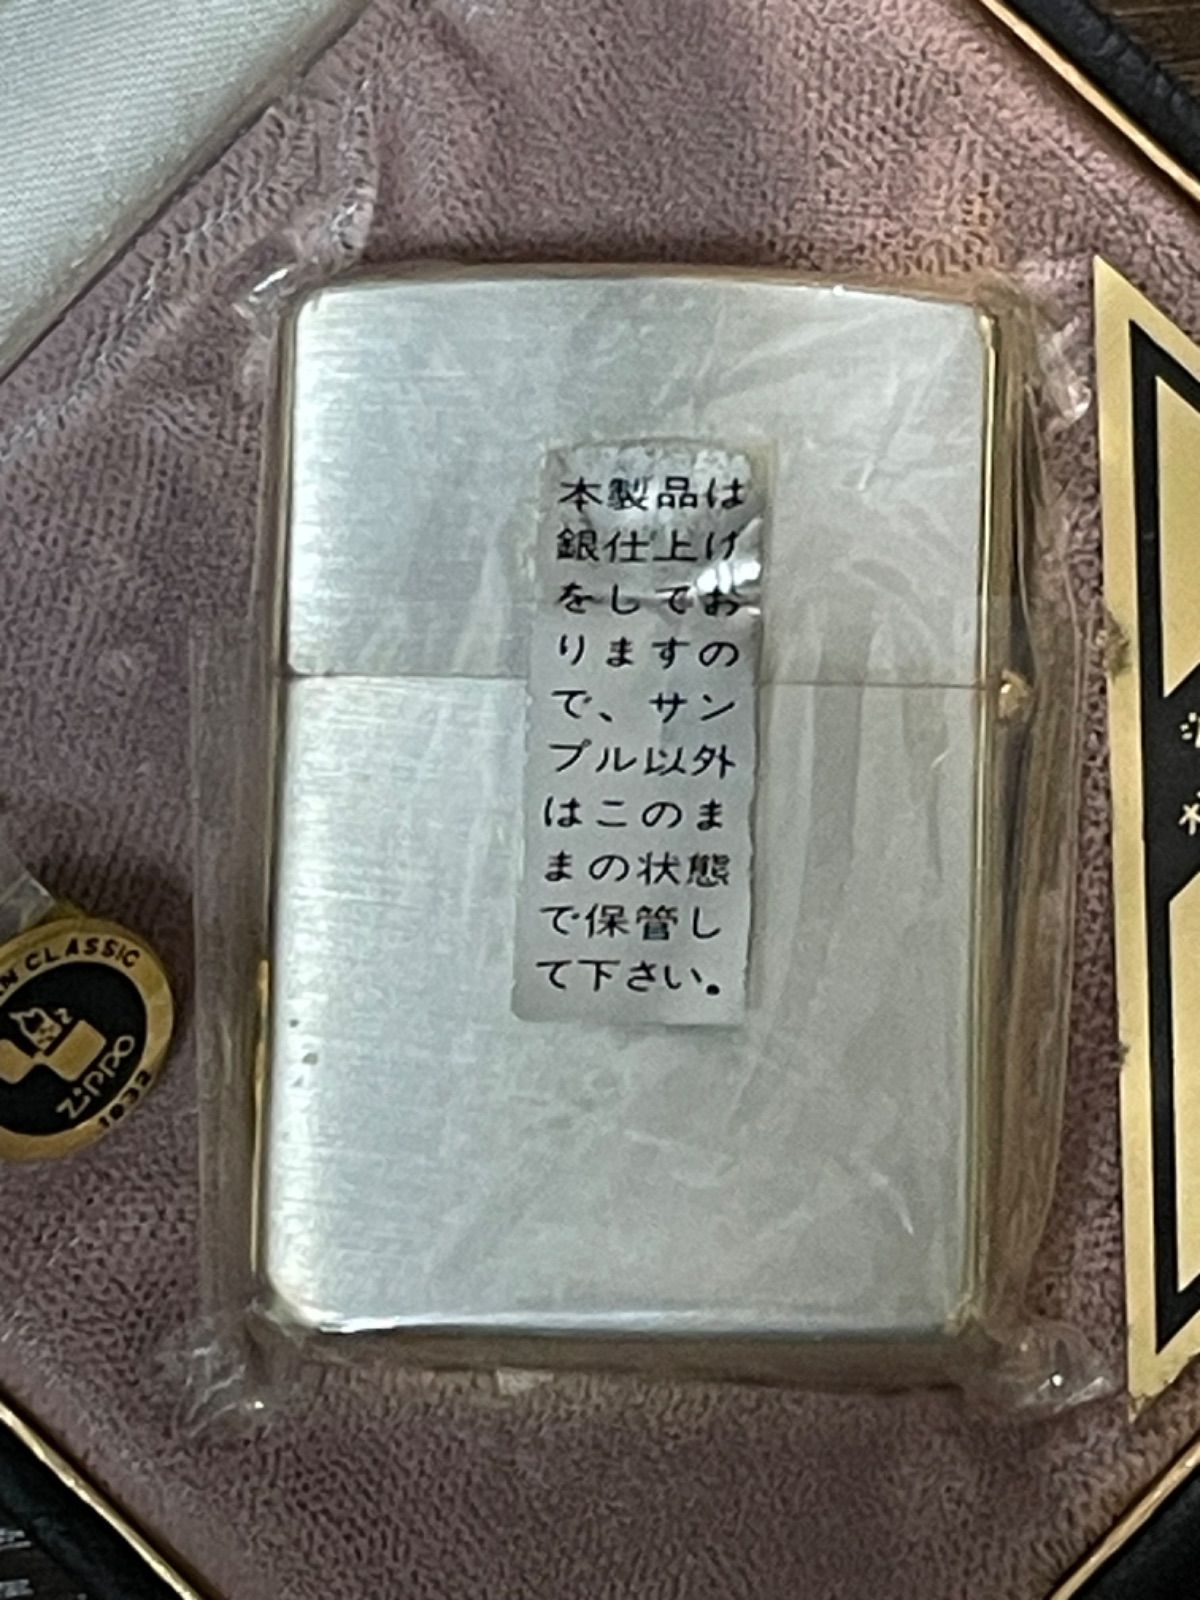 本製品は
銀仕上げ
をしてお
りますの
で、サン
プル以外
はこのま
まの状態
で保管し
て下さい。
CLASSIC
Zippo
1932